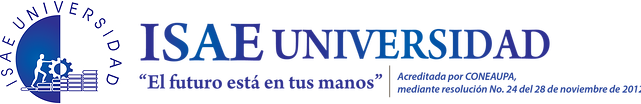 ISAE UNIVERSIDAD
ISAE UNIVERSIDAD
“El futuro está en tus manos”
Acreditada por CONEAUPA,
mediante resolución No. 24 del 28 de noviembre de 2012